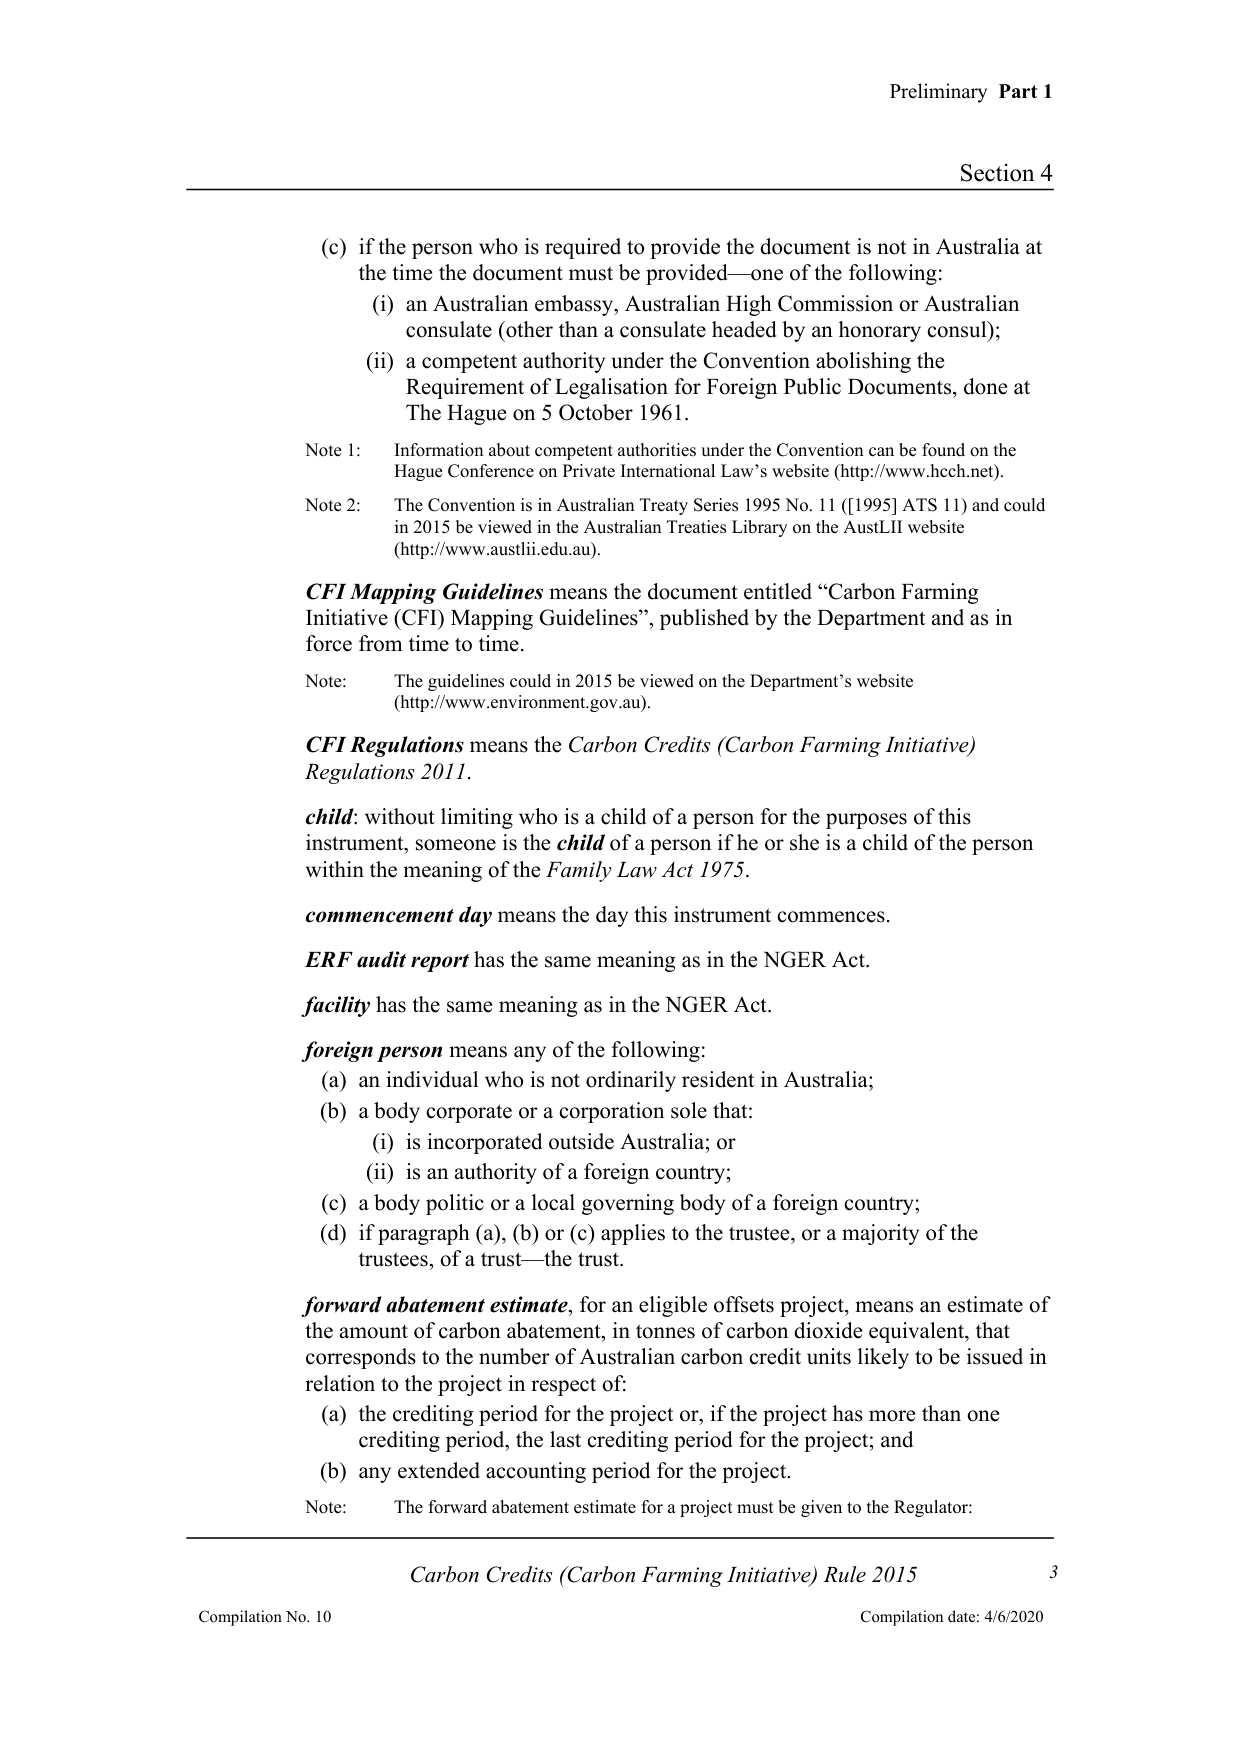 Preliminary Part 1
Section 4
(c) if the person who is required to provide the document is not in Australia at
the time the document must be provided—one of the following:
(i) an Australian embassy, Australian High Commission or Australian
consulate (other than a consulate headed by an honorary consul);
(ii) a competent authority under the Convention abolishing the
Requirement of Legalisation for Foreign Public Documents, done at
The Hague on 5 October 1961.
Note 1: Information about competent authorities under the Convention can be found on the
Hague Conference on Private International Law’s website (http://www.hcch.net).
Note 2: The Convention is in Australian Treaty Series 1995 No. 11 ([1995] ATS 11) and could
in 2015 be viewed in the Australian Treaties Library on the AustLII website
(http://www.austlii.edu.au).
CFI Mapping Guidelines means the document entitled “Carbon Farming
Initiative (CFI) Mapping Guidelines”, published by the Department and as in
force from time to time.
Note: The guidelines could in 2015 be viewed on the Department’s website
(http://www.environment.gov.au).
CFI Regulations means the Carbon Credits (Carbon Farming Initiative)
Regulations 2011.
child: without limiting who is a child of a person for the purposes of this
instrument, someone is the child of a person if he or she is a child of the person
within the meaning of the Family Law Act 1975.
commencement day means the day this instrument commences.
ERF audit report has the same meaning as in the NGER Act.
facility has the same meaning as in the NGER Act.
foreign person means any of the following:
(a) an individual who is not ordinarily resident in Australia;
(b) a body corporate or a corporation sole that:
(i) is incorporated outside Australia; or
(ii) is an authority of a foreign country;
(c) a body politic or a local governing body of a foreign country;
(d) if paragraph (a), (b) or (c) applies to the trustee, or a majority of the
trustees, of a trust—the trust.
forward abatement estimate, for an eligible offsets project, means an estimate of
the amount of carbon abatement, in tonnes of carbon dioxide equivalent, that
corresponds to the number of Australian carbon credit units likely to be issued in
relation to the project in respect of:
(a) the crediting period for the project or, if the project has more than one
crediting period, the last crediting period for the project; and
(b) any extended accounting period for the project.
Note: The forward abatement estimate for a project must be given to the Regulator:
Carbon Credits (Carbon Farming Initiative) Rule 2015 3
Compilation No. 10 Compilation date: 4/6/2020